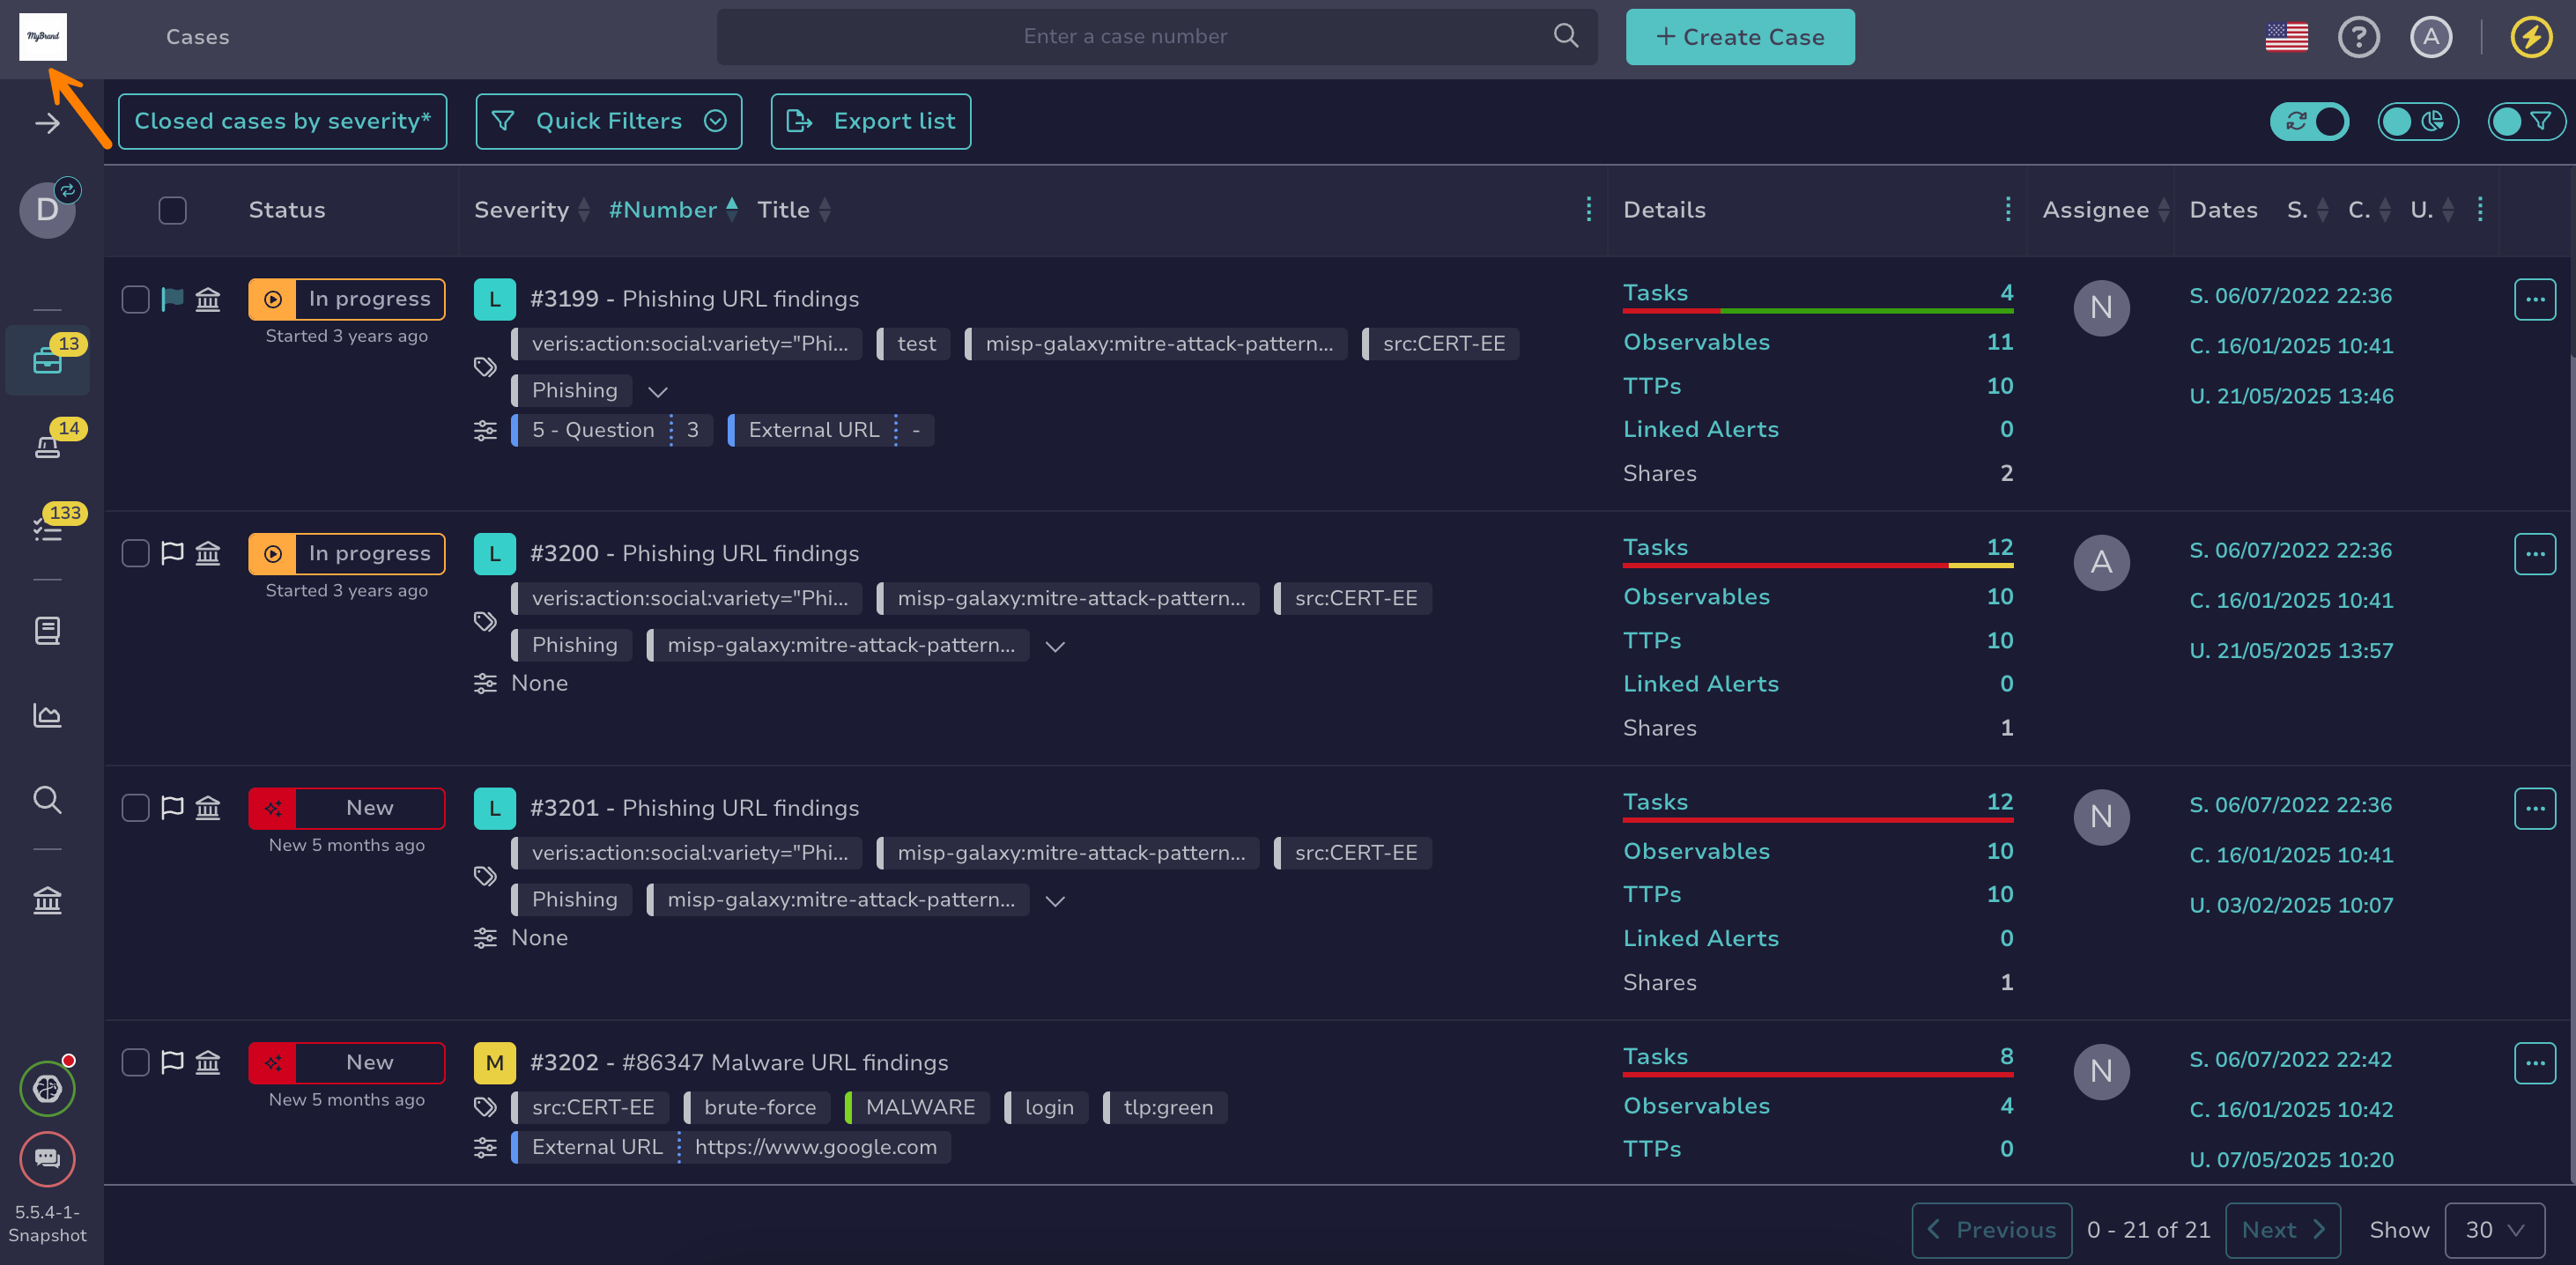 MyBrand
Cases
Enter a case number
+ Create Case
A
Closed cases by severity*
Quick Filters
Export list
D
Status
Severity #Number Title
Details
Assignee
Dates S. C. U.
In progress
Started 3 years ago
L #3199 - Phishing URL findings
veris:action:social:variety="Phi... test misp-galaxy:mitre-attack-pattern... src:CERT-EE
Phishing
5 - Question 3 External URL -
Tasks 4
Observables 11
TTPs 10
Linked Alerts 0
Shares 2
N
S. 06/07/2022 22:36
C. 16/01/2025 10:41
U. 21/05/2025 13:46
13
14
133
In progress
Started 3 years ago
L #3200 - Phishing URL findings
veris:action:social:variety="Phi... misp-galaxy:mitre-attack-pattern... src:CERT-EE
Phishing misp-galaxy:mitre-attack-pattern...
None
Tasks 12
Observables 10
TTPs 10
Linked Alerts 0
Shares 1
A
S. 06/07/2022 22:36
C. 16/01/2025 10:41
U. 21/05/2025 13:57
New
New 5 months ago
L #3201 - Phishing URL findings
veris:action:social:variety="Phi... misp-galaxy:mitre-attack-pattern... src:CERT-EE
Phishing misp-galaxy:mitre-attack-pattern...
None
Tasks 12
Observables 10
TTPs 10
Linked Alerts 0
Shares 1
N
S. 06/07/2022 22:36
C. 16/01/2025 10:41
U. 03/02/2025 10:07
New
New 5 months ago
M #3202 - #86347 Malware URL findings
src:CERT-EE brute-force MALWARE login tlp:green
External URL https://www.google.com
Tasks 8
Observables 4
TTPs 0
N
S. 06/07/2022 22:42
C. 16/01/2025 10:42
U. 07/05/2025 10:20
5.5.4-1-
Snapshot
Previous 0 - 21 of 21 Next Show 30